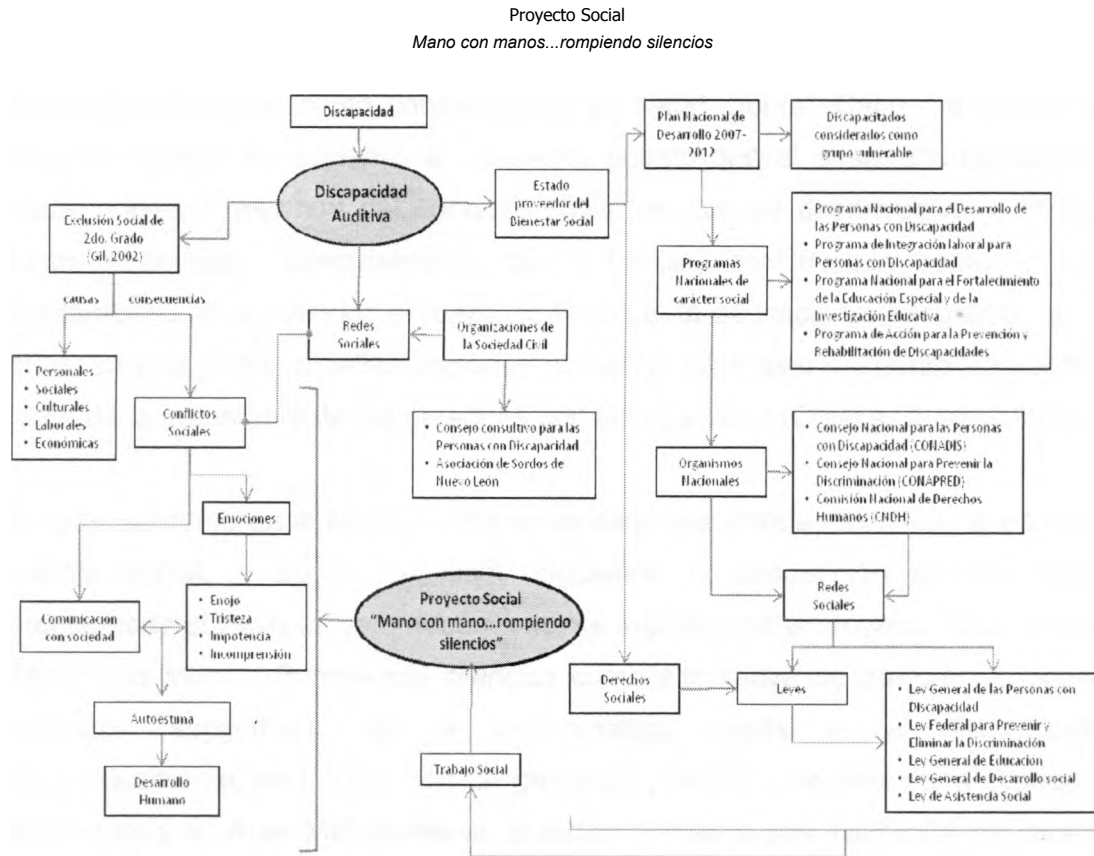 Proyecto Social
Mano con manos...rompiendo silencios
Discapacidad
Discapacidad
Auditiva
Estado
proveedor del
Bienestar Social
Plan Nacional de
Desarrollo 2007-
2012
Discapacitados
considerados como
grupo vulnerable
Exclusión Social de
2do. Grado
(Gil, 2002)
causas
consecuencias
• Personales
• Sociales
• Culturales
• Laborales
• Económicas
Conflictos
Sociales
Redes
Sociales
Organizaciones de
la Sociedad Civil
• Consejo consultivo para las
Personas con Discapacidad
• Asociación de Sordos de
Nuevo León
Programas
Nacionales de
carácter social
• Programa Nacional para el Desarrollo de
las Personas con Discapacidad
• Programa de Integración laboral para
Personas con Discapacidad
• Programa Nacional para el Fortalecimiento
de la Educación Especial y de la
Investigación Educativa
• Programa de Acción para la Prevención y
Rehabilitación de Discapacidades
Organismos
Nacionales
• Consejo Nacional para las Personas
con Discapacidad (CONADIS)
• Consejo Nacional para Prevenir la
Discriminación (CONAPRED)
• Comisión Nacional de Derechos
Humanos (CNDH)
Emociones
• Enojo
• Tristeza
• Impotencia
• Incomprensión
Comunicacion
con sociedad
Autoestima
Desarrollo
Humano
Proyecto Social
“Mano con mano...rompiendo
silencios”
Trabajo Social
Redes
Sociales
Derechos
Sociales
Leyes
• Ley General de las Personas con
Discapacidad
• Ley Federal para Prevenir y
Eliminar la Discriminación
• Ley General de Educación
• Ley General de Desarrollo social
• Ley de Asistencia Social